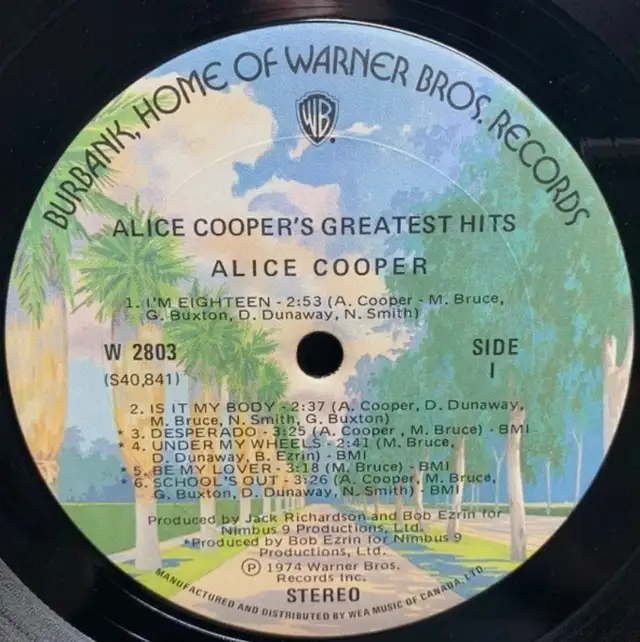 BURBANK, HOME OF WARNER BROS. RECORDS
WB
ALICE COOPER'S GREATEST HITS
ALICE COOPER
1. I'M EIGHTEEN - 2:53 (A. Cooper - M. Bruce,
G. Buxton, D. Dunaway, N. Smith)
W 2803
SIDE
(S40,841)
1
2. IS IT MY BODY - 2:37 (A. Cooper, D. Dunaway,
M. Bruce, N. Smith, G. Buxton)
* 3. DESPERADO - 3:25 (A. Cooper, M. Bruce) - BMI
* 4. UNDER MY WHEELS - 2:41 (M. Bruce,
D. Dunaway, B. Ezrin) - BMI
* 5. BE MY LOVER - 3:18 (M. Bruce) - BMI
* 6. SCHOOL'S OUT - 3:26 (A. Cooper, M. Bruce,
G. Buxton, D. Dunaway, N. Smith) - BMI
Produced by Jack Richardson and Bob Ezrin for
Nimbus 9 Productions, Ltd.
*Produced by Bob Ezrin for Nimbus 9
Productions, Ltd.
℗ 1974 Warner Bros.
Records Inc.
STEREO
MANUFACTURED AND DISTRIBUTED BY WEA MUSIC OF CANADA, LTD